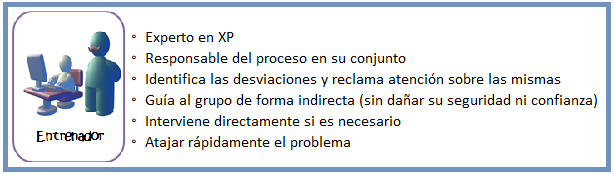 Experto en XP
Responsable del proceso en su conjunto
Identifica las desviaciones y reclama atención sobre las mismas
Guía al grupo de forma indirecta (sin dañar su seguridad ni confianza)
Interviene directamente si es necesario
Atajar rápidamente el problema
Entrenador